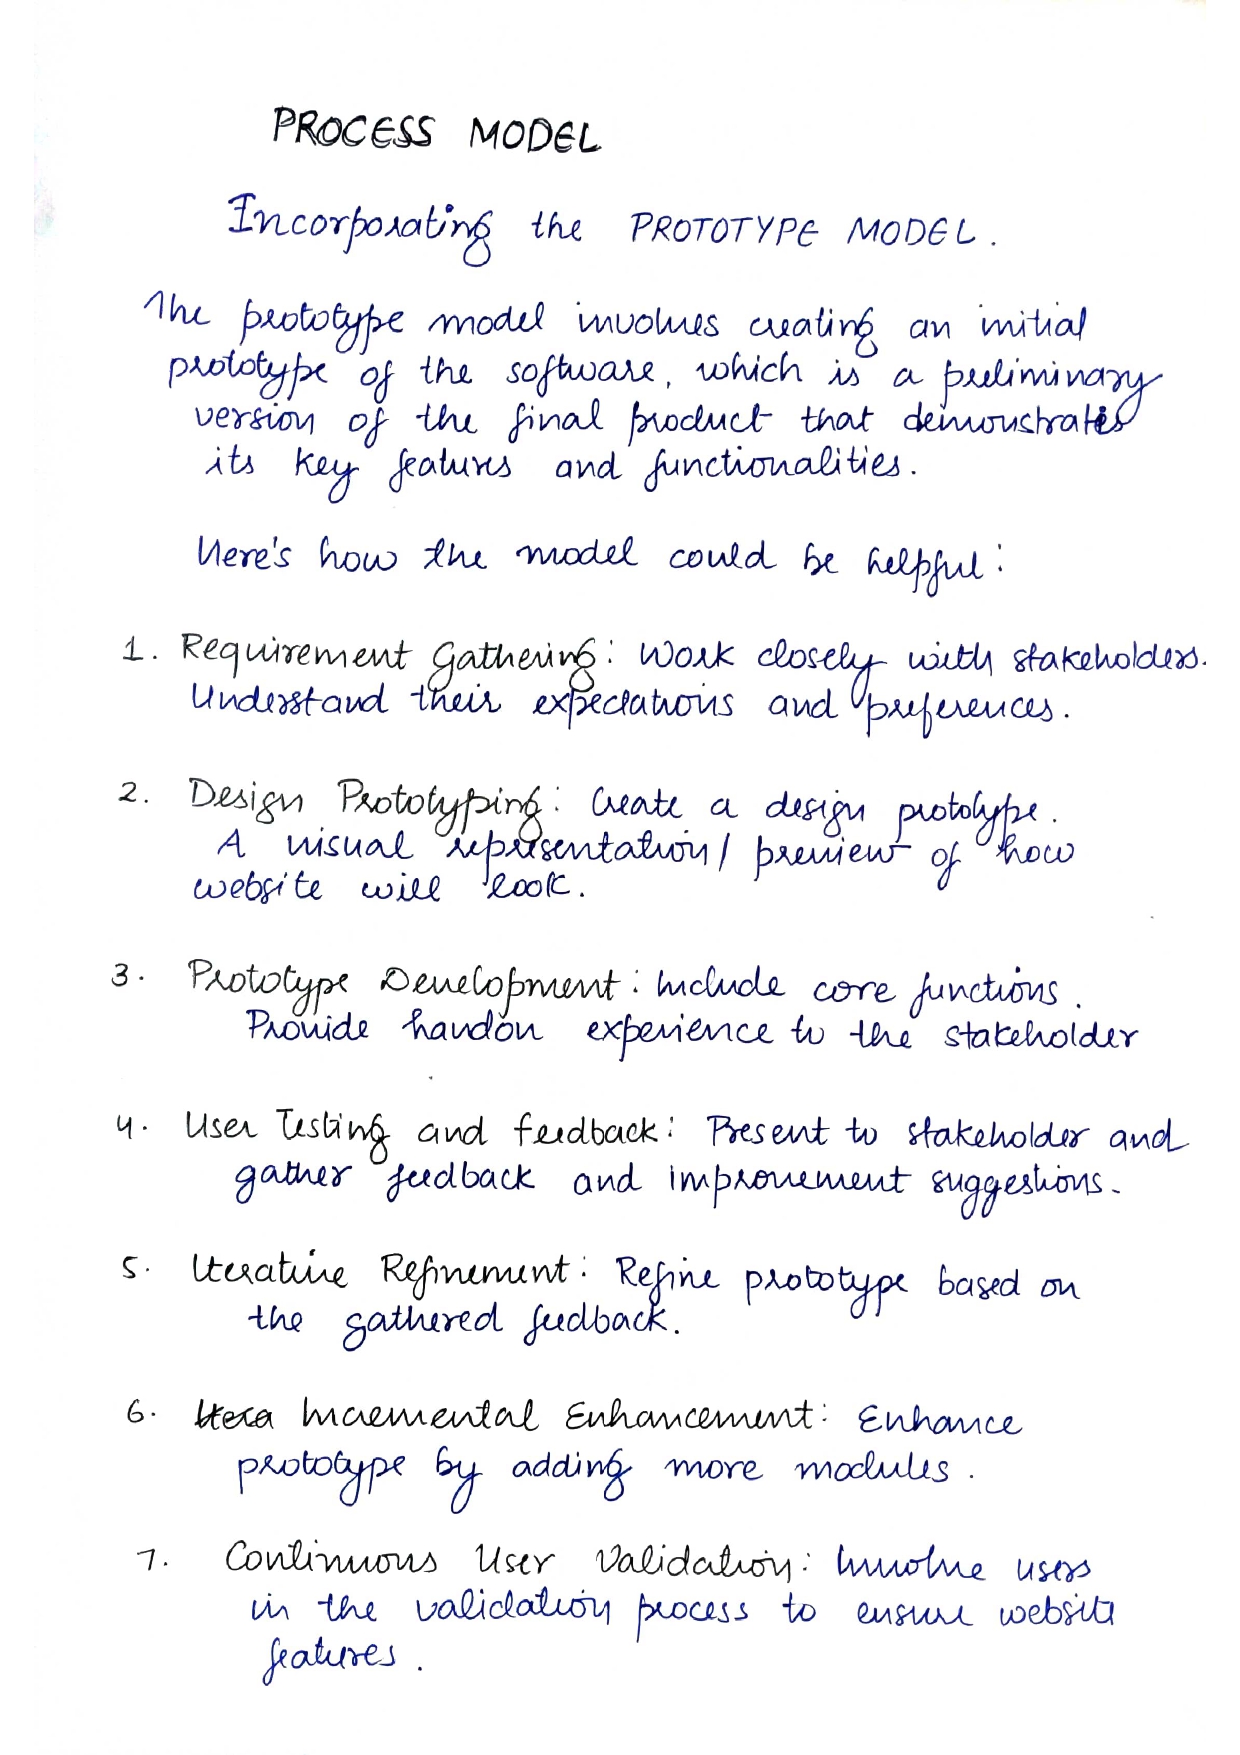 PROCESS MODEL
Incorporating the PROTOTYPE MODEL.
The prototype model involves creating an initial
prototype of the software, which is a preliminary
version of the final product that demonstrates
its key features and functionalities.
Here's how the model could be helpful:
1. Requirement Gathering: Work closely with stakeholders.
Understand their expectations and preferences.
2. Design Prototyping: Create a design prototype.
A visual representation/ preview of how
website will look.
3. Prototype Development: Include core functions.
Provide handon experience to the stakeholder
4. User Testing and feedback: Present to stakeholder and
gather feedback and improvement suggestions.
5. Iterative Refinement: Refine prototype based on
the gathered feedback.
6. Itera Incremental Enhancement: Enhance
prototype by adding more modules.
7. Continuous User Validation: Involve users
in the validation process to ensure website
features.